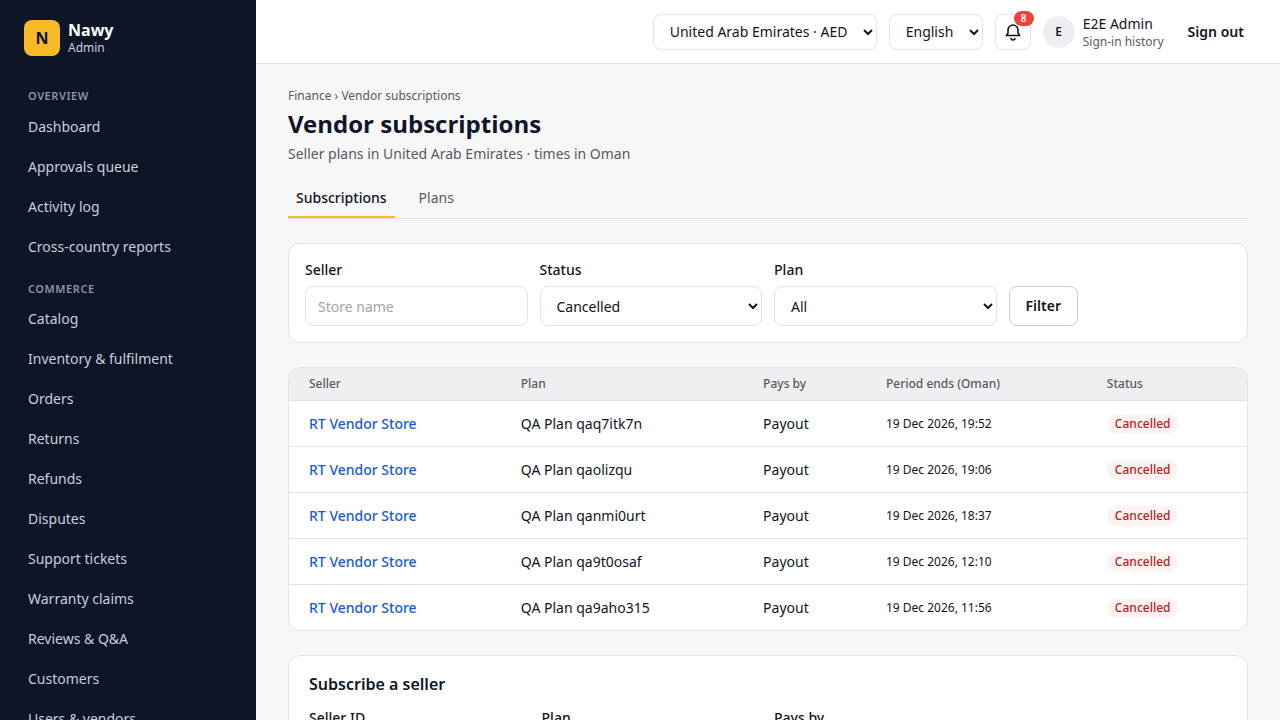 N
Nawy
Admin
OVERVIEW
Dashboard
Approvals queue
Activity log
Cross-country reports
COMMERCE
Catalog
Inventory & fulfilment
Orders
Returns
Refunds
Disputes
Support tickets
Warranty claims
Reviews & Q&A
Customers
Users & vendors
United Arab Emirates · AED
English
8
E
E2E Admin
Sign-in history
Sign out
Finance › Vendor subscriptions
Vendor subscriptions
Seller plans in United Arab Emirates · times in Oman
Subscriptions Plans
Seller Status Plan
Store name Cancelled All Filter
Seller Plan Pays by Period ends (Oman) Status
RT Vendor Store QA Plan qaq7itk7n Payout 19 Dec 2026, 19:52 Cancelled
RT Vendor Store QA Plan qaolizqu Payout 19 Dec 2026, 19:06 Cancelled
RT Vendor Store QA Plan qanmi0urt Payout 19 Dec 2026, 18:37 Cancelled
RT Vendor Store QA Plan qa9t0osaf Payout 19 Dec 2026, 12:10 Cancelled
RT Vendor Store QA Plan qa9aho315 Payout 19 Dec 2026, 11:56 Cancelled
Subscribe a seller
Seller ID Plan Pays by